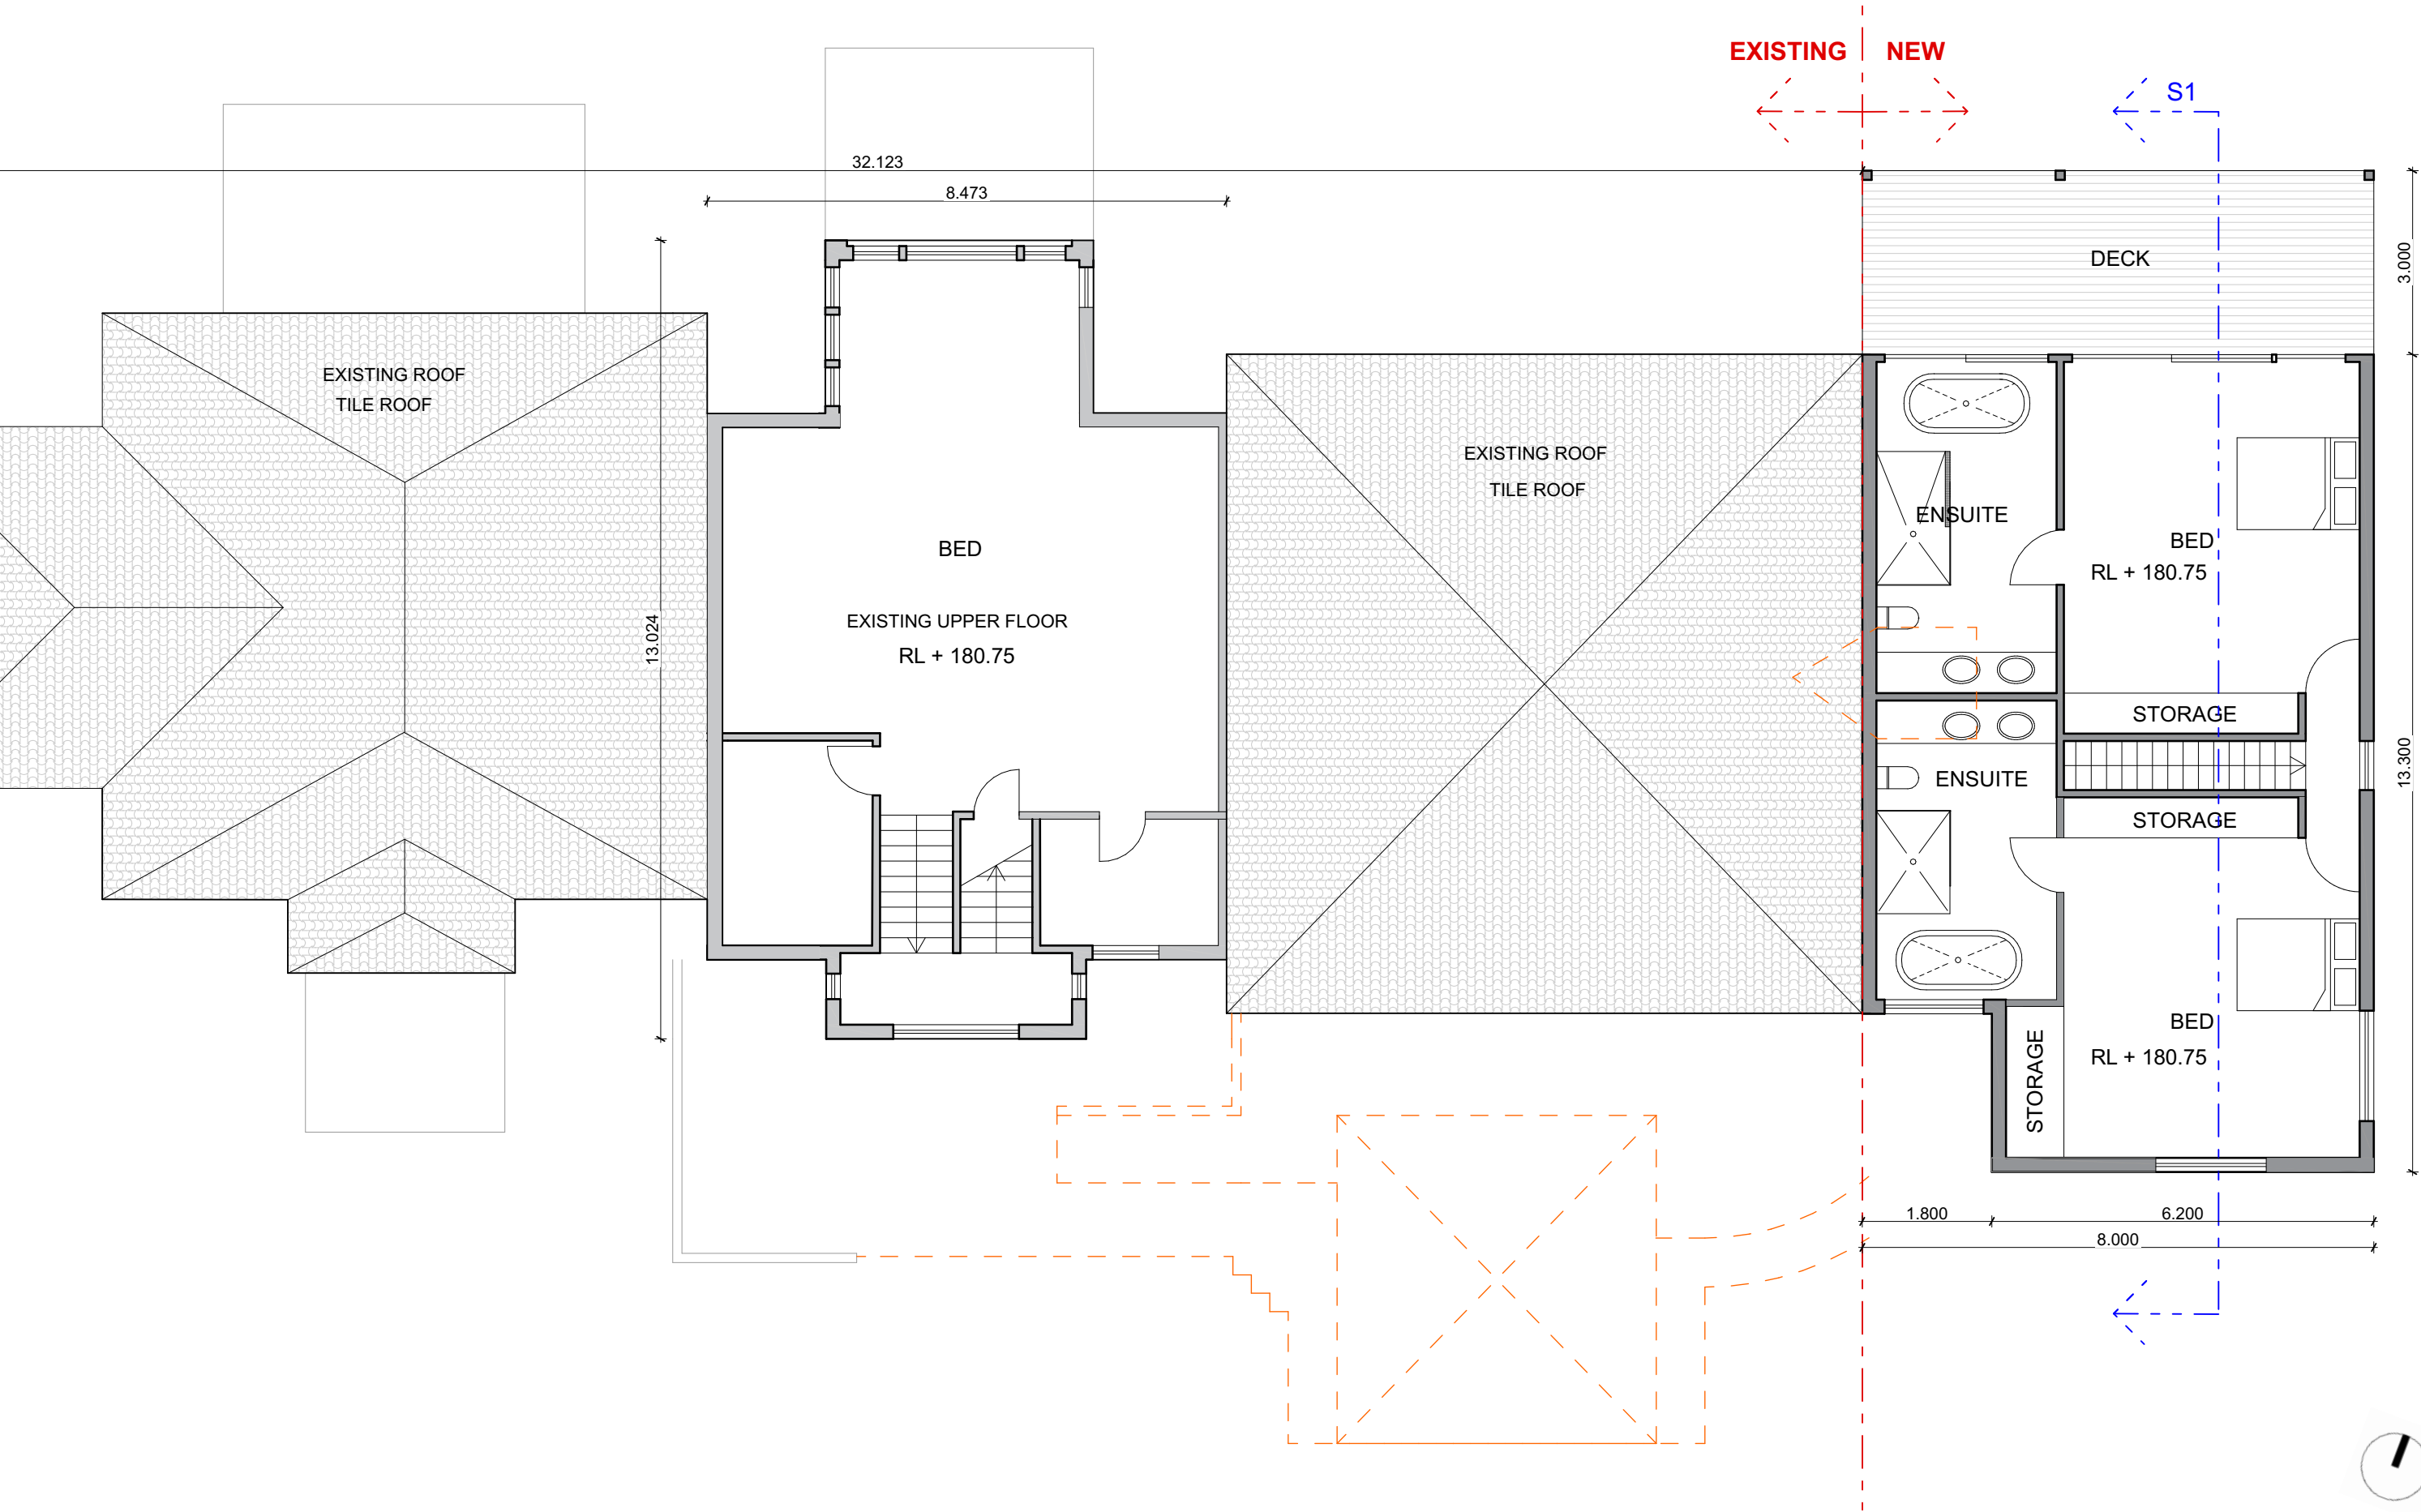 EXISTING NEW
S1
32.123
8.473
3.000
DECK
EXISTING ROOF
TILE ROOF
EXISTING ROOF
TILE ROOF
ENSUITE
BED
RL + 180.75
BED
EXISTING UPPER FLOOR
RL + 180.75
13.024
STORAGE
13.300
ENSUITE
STORAGE
BED
RL + 180.75
STORAGE
1.800
6.200
8.000